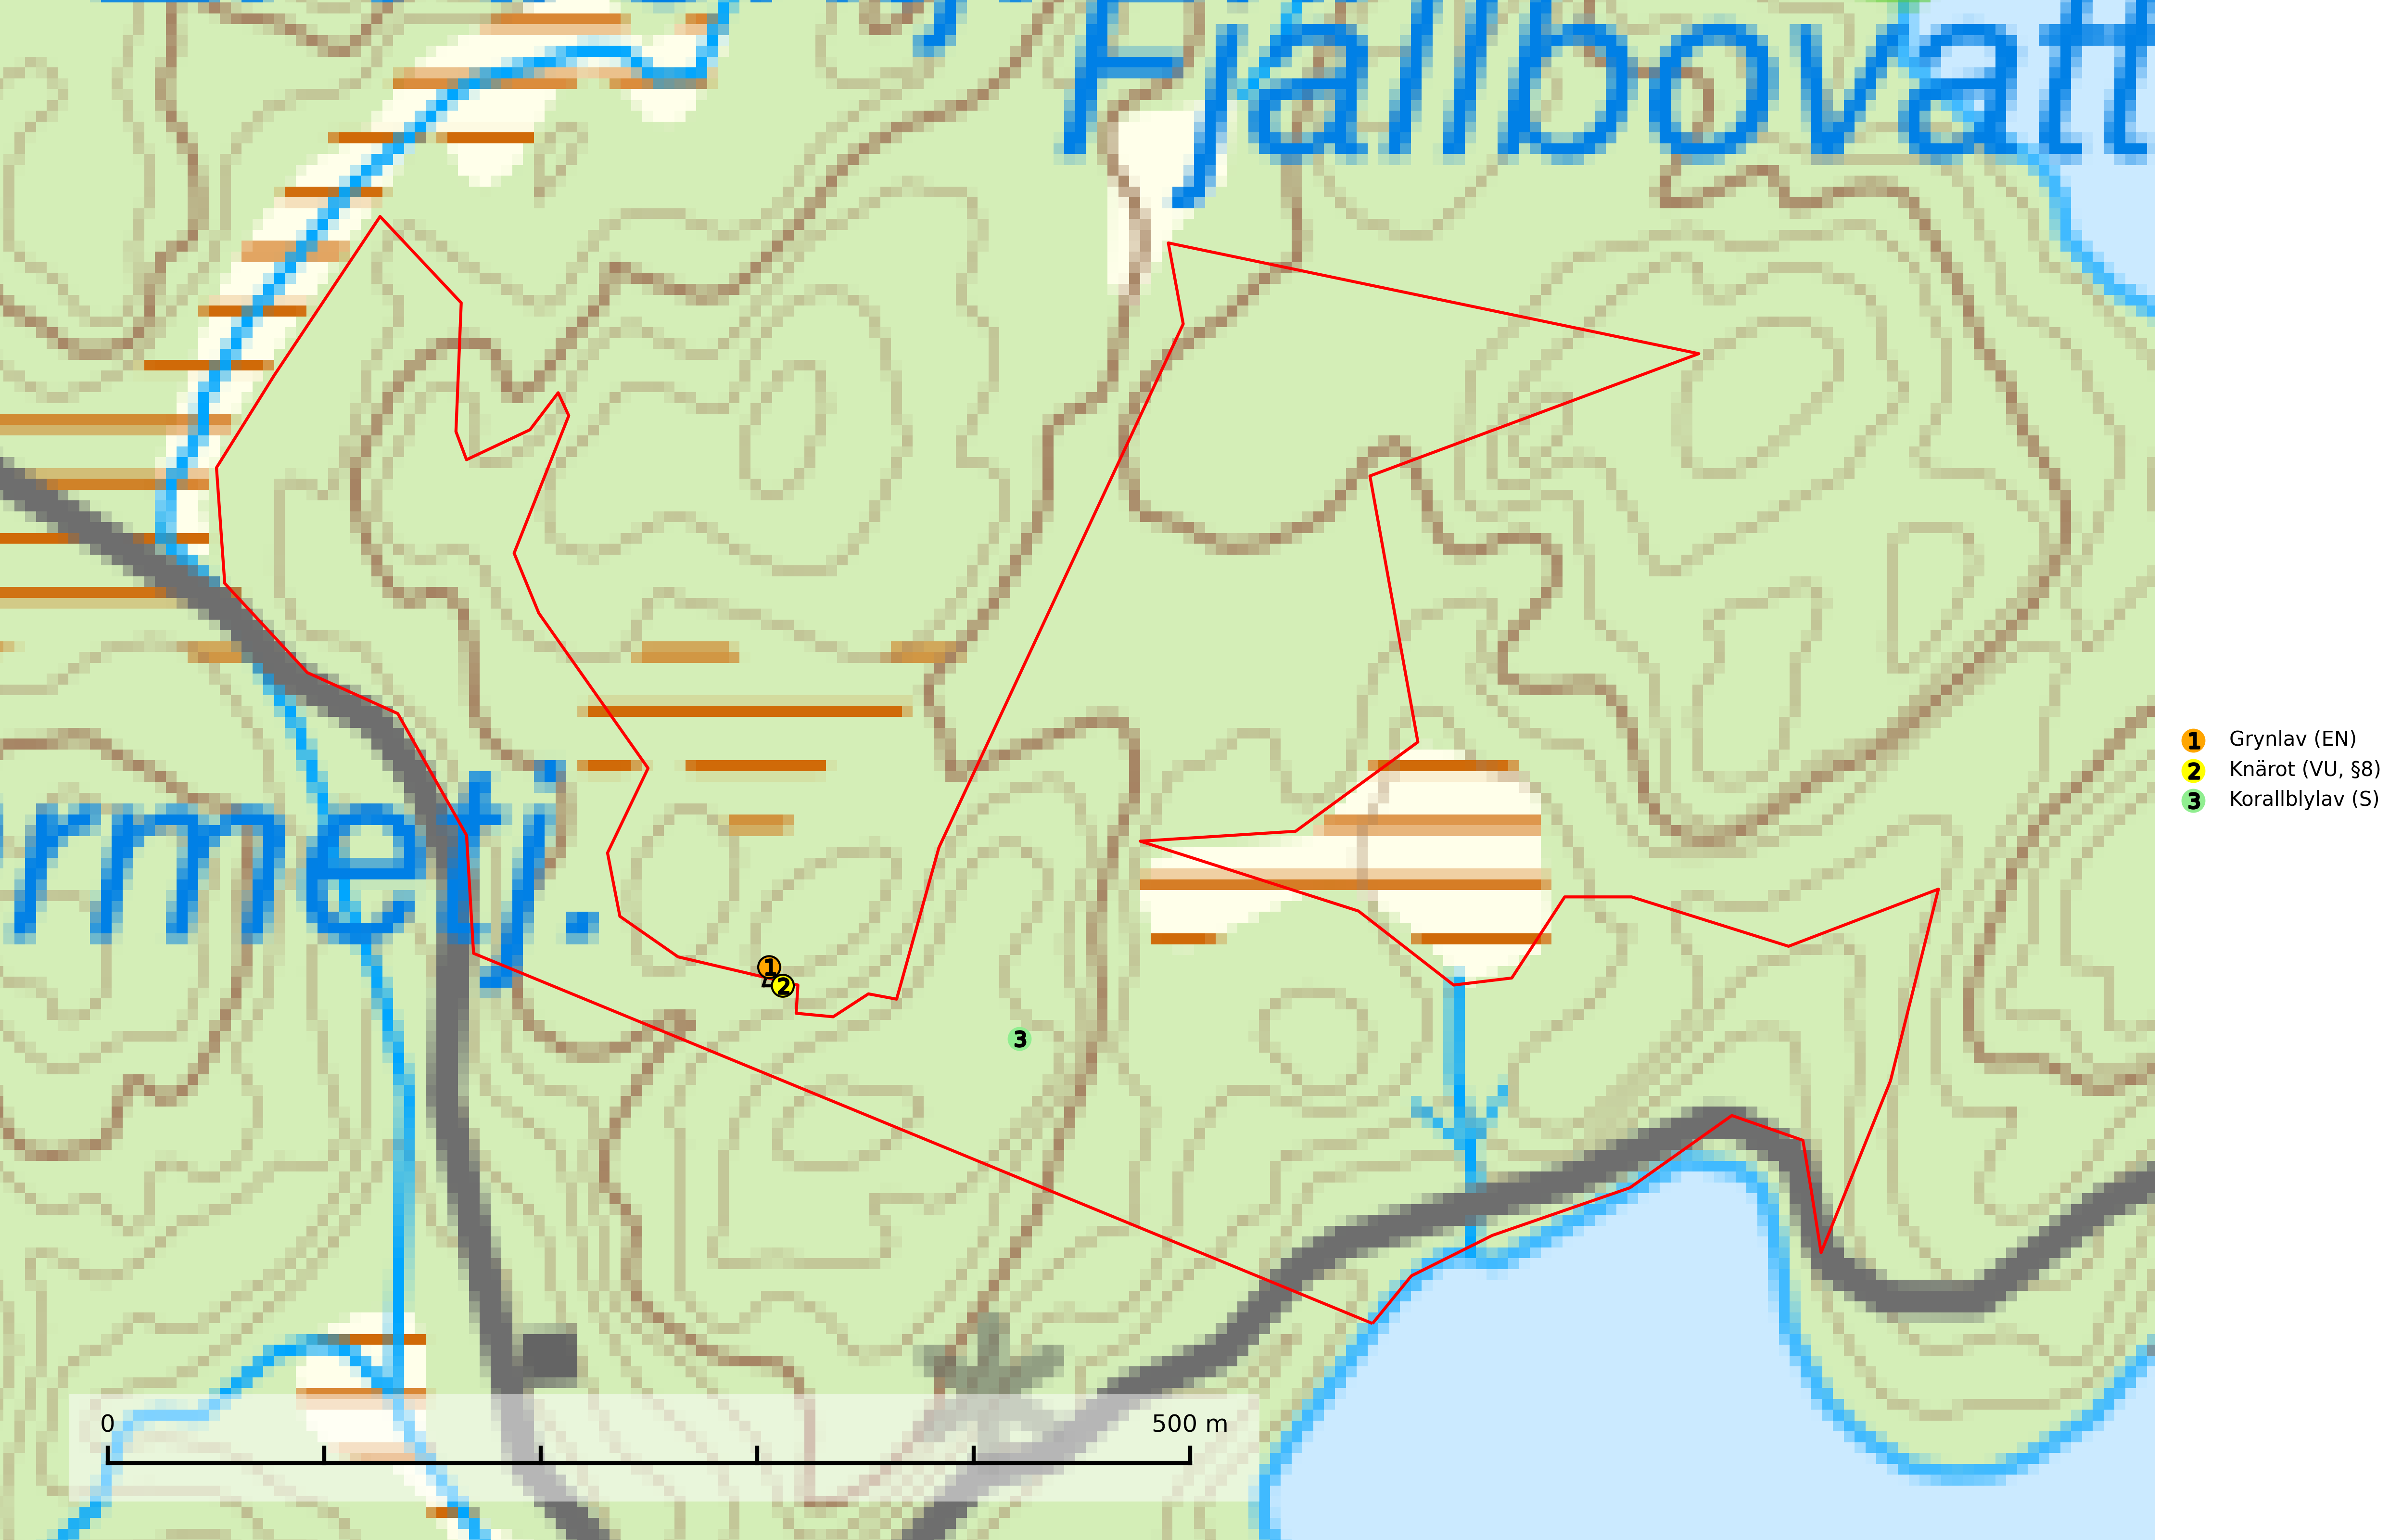 Fjällbovatt
rmetj.
1
2
3
1 Grynlav (EN)
2 Knärot (VU, §8)
3 Korallblylav (S)
0 500 m